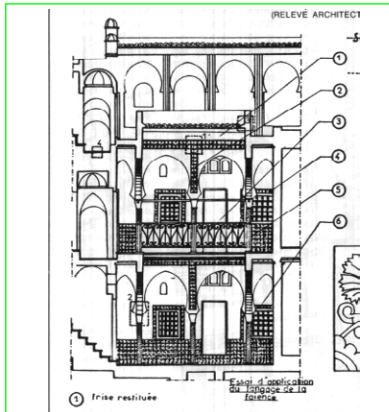 (RELEVÉ ARCHITECT
1
2
3
4
5
6
4
1
2
Essai d'application
du langage de la
faience
1 frise restituée